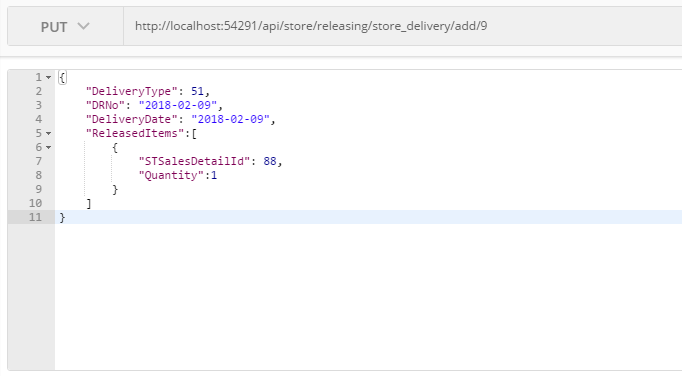 PUT http://localhost:54291/api/store/releasing/store_delivery/add/9
1 {
2 "DeliveryType": 51,
3 "DRNo": "2018-02-09",
4 "DeliveryDate": "2018-02-09",
5 "ReleasedItems":[
6 {
7 "STSalesDetailId": 88,
8 "Quantity":1
9 }
10 ]
11 }